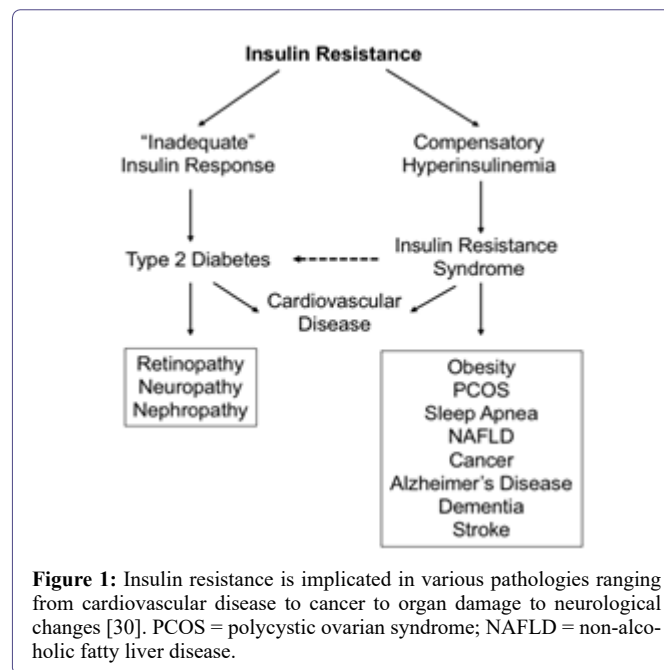 Insulin Resistance
"Inadequate"
Insulin Response
Compensatory
Hyperinsulinemia
Type 2 Diabetes
Insulin Resistance
Syndrome
Cardiovascular
Disease
Retinopathy
Neuropathy
Nephropathy
Obesity
PCOS
Sleep Apnea
NAFLD
Cancer
Alzheimer's Disease
Dementia
Stroke
Figure 1: Insulin resistance is implicated in various pathologies ranging
from cardiovascular disease to cancer to organ damage to neurological
changes [30]. PCOS = polycystic ovarian syndrome; NAFLD = non-alco-
holic fatty liver disease.